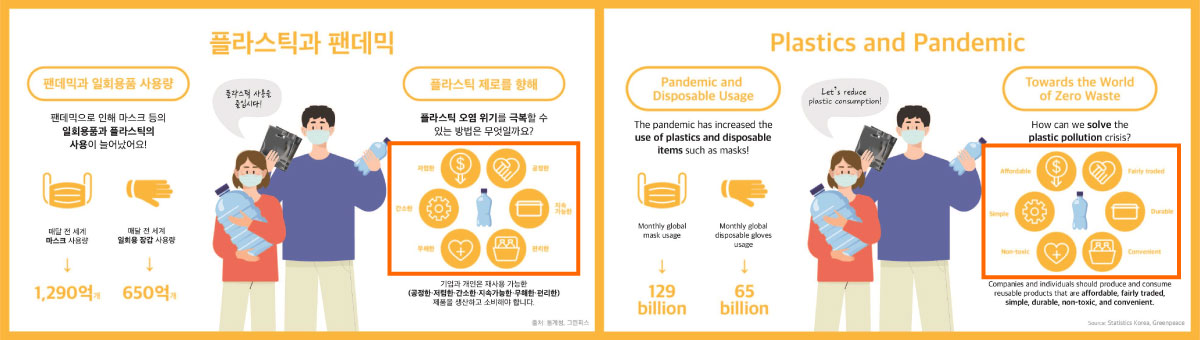 플라스틱과 팬데믹
팬데믹과 일회용품 사용량
팬데믹으로 인해 마스크 등의
일회용품과 플라스틱의
사용이 늘어났어요!
매달 전 세계
마스크 사용량
1,290억개
매달 전 세계
일회용 장갑 사용량
650억개
플라스틱 사용을
줄입시다!
플라스틱 제로를 향해
플라스틱 오염 위기를 극복할 수
있는 방법은 무엇일까요?
저렴한
공정한
간소한
지속
가능한
무해한
편리한
기업과 개인은 재사용 가능한
(공정한·저렴한·간소한·지속가능한·무해한·편리한)
제품을 생산하고 소비해야 합니다.
출처: 통계청, 그린피스
Plastics and Pandemic
Pandemic and
Disposable Usage
The pandemic has increased the
use of plastics and disposable
items such as masks!
Monthly global
mask usage
129
billion
Monthly global
disposable gloves
usage
65
billion
Let's reduce
plastic consumption!
Towards the World
of Zero Waste
How can we solve the
plastic pollution crisis?
Affordable
Fairly traded
Simple
Durable
Non-toxic
Convenient
Companies and individuals should produce and consume
reusable products that are affordable, fairly traded,
simple, durable, non-toxic, and convenient.
Source: Statistics Korea, Greenpeace